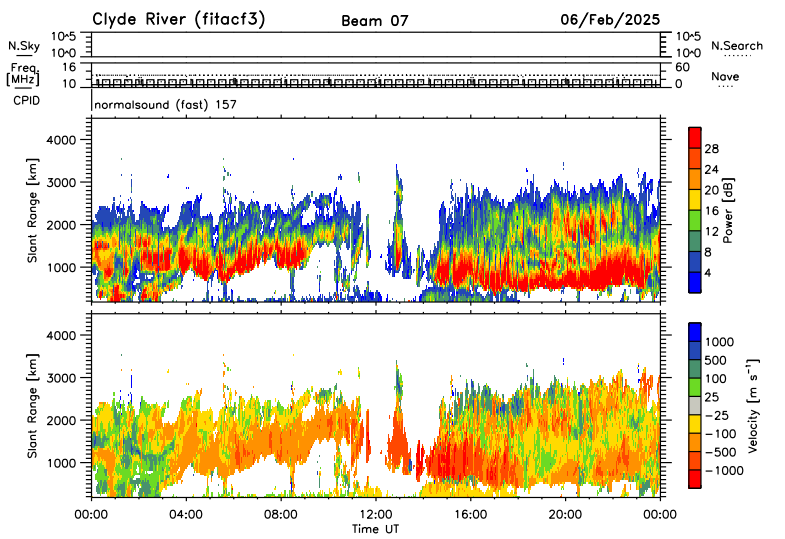 Clyde River (fitacf3) Beam 07 06/Feb/2025
10^5 10^5
N.Sky N.Search
10^0 10^0
Freq. 16 60
[MHz] Nave
10 0
CPID
normalsound (fast) 157
4000
3000
2000
1000
Slant Range [km]
28
24
20
16
12
8
4
Power [dB]
4000
3000
2000
1000
Slant Range [km]
1000
500
100
25
-25
-100
-500
-1000
Velocity [m s⁻¹]
00:00 04:00 08:00 12:00 16:00 20:00 00:00
Time UT